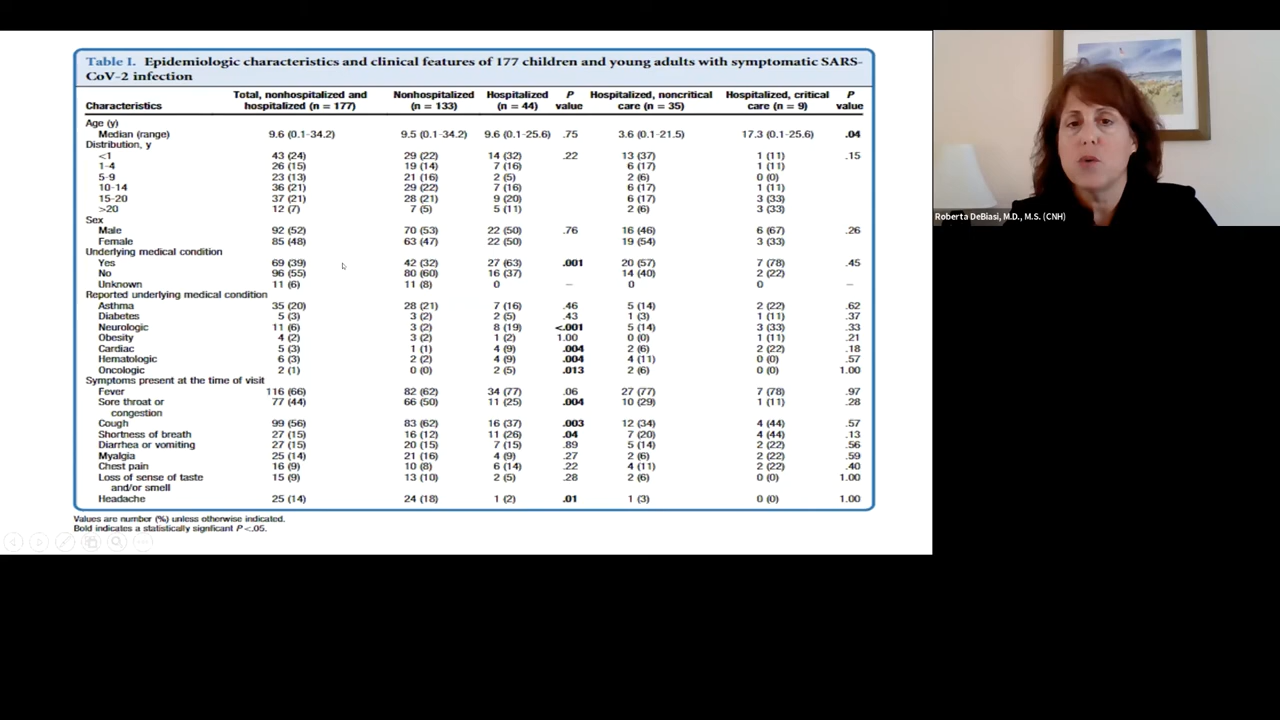 Table I. Epidemiologic characteristics and clinical features of 177 children and young adults with symptomatic SARS-
CoV-2 infection
Characteristics Total, nonhospitalized and hospitalized (n = 177) Nonhospitalized (n = 133) Hospitalized (n = 44) P value Hospitalized, noncritical care (n = 35) Hospitalized, critical care (n = 9) P value
Age (y)
Median (range) 9.6 (0.1-34.2) 9.5 (0.1-34.2) 9.6 (0.1-25.6) .75 3.6 (0.1-21.5) 17.3 (0.1-25.6) .04
Distribution, y
<1 43 (24) 29 (22) 14 (32) .22 13 (37) 1 (11) .15
1-4 26 (15) 19 (14) 7 (16) 6 (17) 1 (11)
5-9 23 (13) 21 (16) 2 (5) 2 (6) 0 (0)
10-14 36 (21) 29 (22) 7 (16) 6 (17) 1 (11)
15-20 37 (21) 28 (21) 9 (20) 6 (17) 3 (33)
>20 12 (7) 7 (5) 5 (11) 2 (6) 3 (33)
Sex
Male 92 (52) 70 (53) 22 (50) .76 16 (46) 6 (67) .26
Female 85 (48) 63 (47) 22 (50) 19 (54) 3 (33)
Underlying medical condition
Yes 69 (39) 42 (32) 27 (63) .001 20 (57) 7 (78) .45
No 96 (55) 80 (60) 16 (37) 14 (40) 2 (22)
Unknown 11 (6) 11 (8) 0 – 0 0 –
Reported underlying medical condition
Asthma 35 (20) 28 (21) 7 (16) .46 5 (14) 2 (22) .62
Diabetes 5 (3) 3 (2) 2 (5) .43 1 (3) 1 (11) .37
Neurologic 11 (6) 3 (2) 8 (19) <.001 5 (14) 3 (33) .33
Obesity 4 (2) 3 (2) 1 (2) 1.00 0 (0) 1 (11) .21
Cardiac 5 (3) 1 (1) 4 (9) .004 2 (6) 2 (22) .18
Hematologic 6 (3) 2 (2) 4 (9) .004 4 (11) 0 (0) .57
Oncologic 2 (1) 0 (0) 2 (5) .013 2 (6) 0 (0) 1.00
Symptoms present at the time of visit
Fever 116 (66) 82 (62) 34 (77) .06 27 (77) 7 (78) .97
Sore throat or congestion 77 (44) 66 (50) 11 (25) .004 10 (29) 1 (11) .28
Cough 99 (56) 83 (62) 16 (37) .003 12 (34) 4 (44) .57
Shortness of breath 27 (15) 16 (12) 11 (26) .04 7 (20) 4 (44) .13
Diarrhea or vomiting 27 (15) 20 (15) 7 (15) .89 5 (14) 2 (22) .56
Myalgia 25 (14) 21 (16) 4 (9) .27 2 (6) 2 (22) .59
Chest pain 16 (9) 10 (8) 6 (14) .22 4 (11) 2 (22) .40
Loss of sense of taste and/or smell 15 (9) 13 (10) 2 (5) .28 2 (6) 0 (0) 1.00
Headache 25 (14) 24 (18) 1 (2) .01 1 (3) 0 (0) 1.00
Values are number (%) unless otherwise indicated.
Bold indicates a statistically signficant P <.05.
Roberta DeBiasi, M.D., M.S. (CNH)